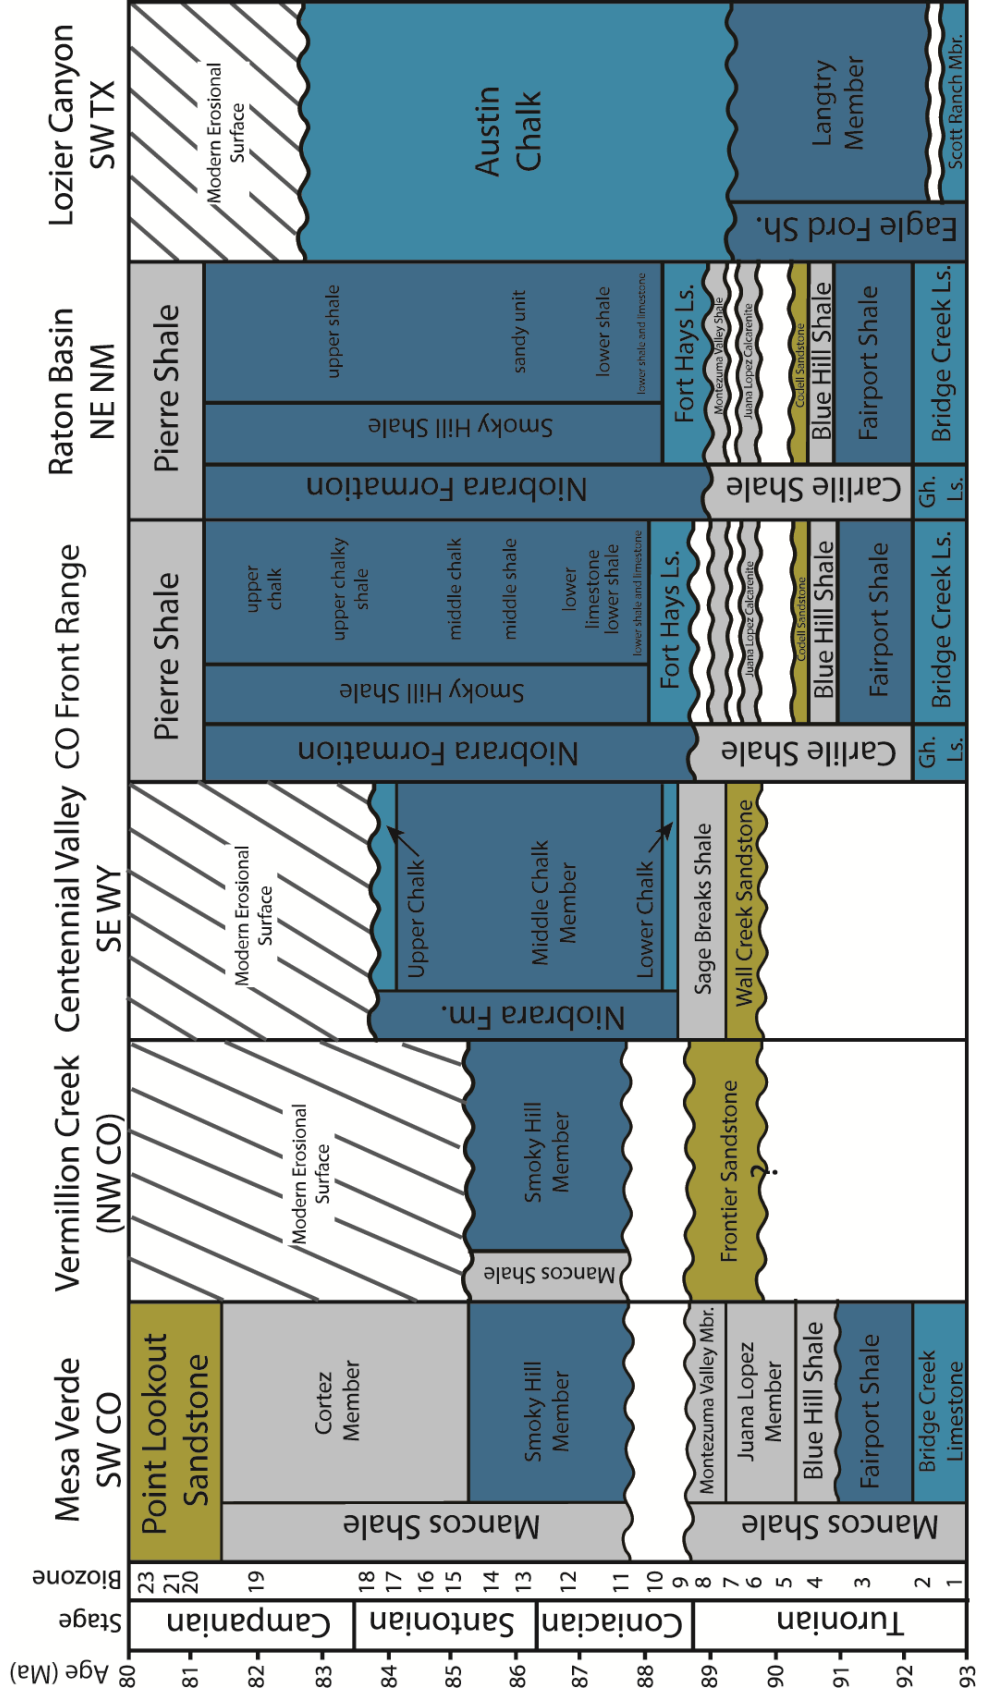 Mesa Verde
SW CO
Vermillion Creek
(NW CO)
Centennial Valley
SE WY
CO Front Range
Raton Basin
NE NM
Lozier Canyon
SW TX
Age (Ma)
Stage
Biozone
80
81
82
83
84
85
86
87
88
89
90
91
92
93
Campanian
Santonian
Coniacian
Turonian
23
21
20
19
18
17
16
15
14
13
12
11
10
9
8
7
6
5
4
3
2
1
Point Lookout
Sandstone
Mancos Shale
Cortez
Member
Smoky Hill
Member
Mancos Shale
Montezuma Valley Mbr.
Juana Lopez
Member
Blue Hill Shale
Fairport Shale
Bridge Creek
Limestone
Modern Erosional
Surface
Mancos Shale
Smoky Hill
Member
Frontier Sandstone
?
Modern Erosional
Surface
Niobrara Fm.
Upper Chalk
Middle Chalk
Member
Lower Chalk
Sage Breaks Shale
Wall Creek Sandstone
Pierre Shale
Niobrara Formation
Smoky Hill Shale
upper
chalk
upper chalky
shale
middle chalk
middle shale
lower
limestone
lower shale
lower shale and limestone
Fort Hays Ls.
Carlile Shale
Juana Lopez Calcarenite
Codell Sandstone
Blue Hill Shale
Fairport Shale
Gh.
Ls.
Bridge Creek Ls.
Pierre Shale
Niobrara Formation
Smoky Hill Shale
upper shale
sandy unit
lower shale
lower shale and limestone
Fort Hays Ls.
Carlile Shale
Montezuma Valley Shale
Juana Lopez Calcarenite
Codell Sandstone
Blue Hill Shale
Fairport Shale
Gh.
Ls.
Bridge Creek Ls.
Modern Erosional
Surface
Austin
Chalk
Eagle Ford Sh.
Langtry
Member
Scott Ranch Mbr.